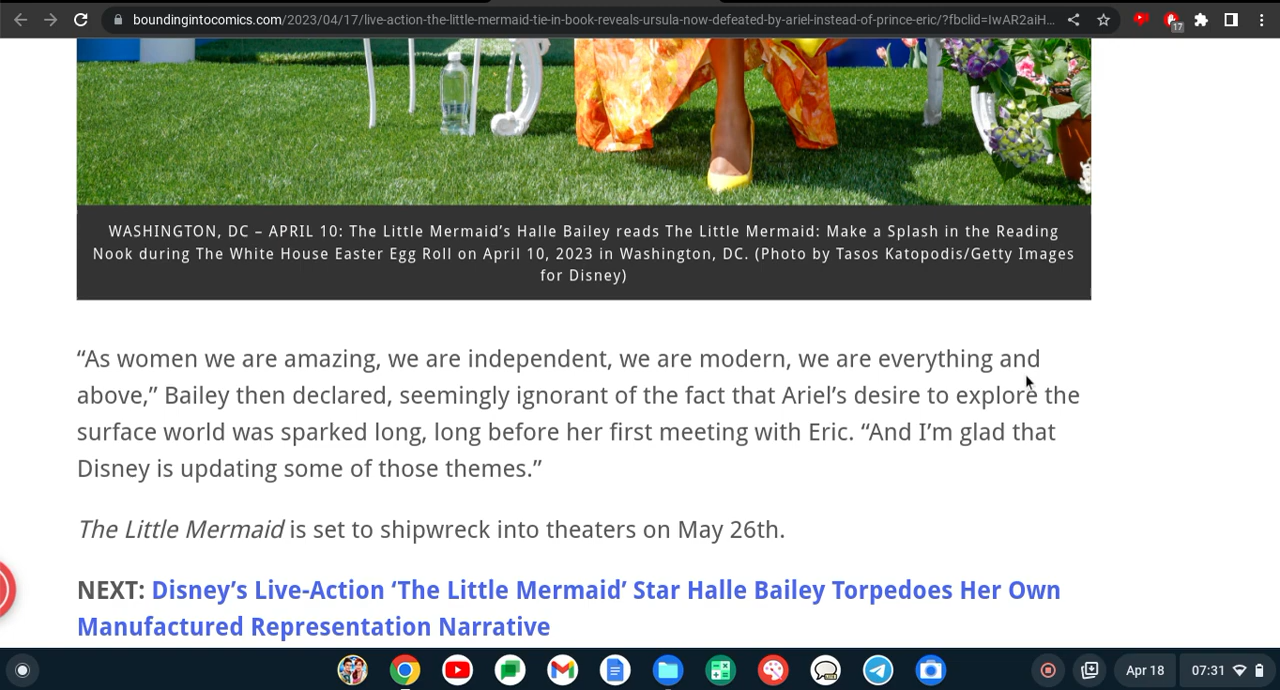 boundingintocomics.com/2023/04/17/live-action-the-little-mermaid-tie-in-book-reveals-ursula-now-defeated-by-ariel-instead-of-prince-eric/?fbclid=IwAR2aiH...
17
WASHINGTON, DC – APRIL 10: The Little Mermaid’s Halle Bailey reads The Little Mermaid: Make a Splash in the Reading
Nook during The White House Easter Egg Roll on April 10, 2023 in Washington, DC. (Photo by Tasos Katopodis/Getty Images
for Disney)
“As women we are amazing, we are independent, we are modern, we are everything and
above,” Bailey then declared, seemingly ignorant of the fact that Ariel’s desire to explore the
surface world was sparked long, long before her first meeting with Eric. “And I’m glad that
Disney is updating some of those themes.”
The Little Mermaid is set to shipwreck into theaters on May 26th.
NEXT: Disney’s Live-Action ‘The Little Mermaid’ Star Halle Bailey Torpedoes Her Own
Manufactured Representation Narrative
Apr 18
07:31